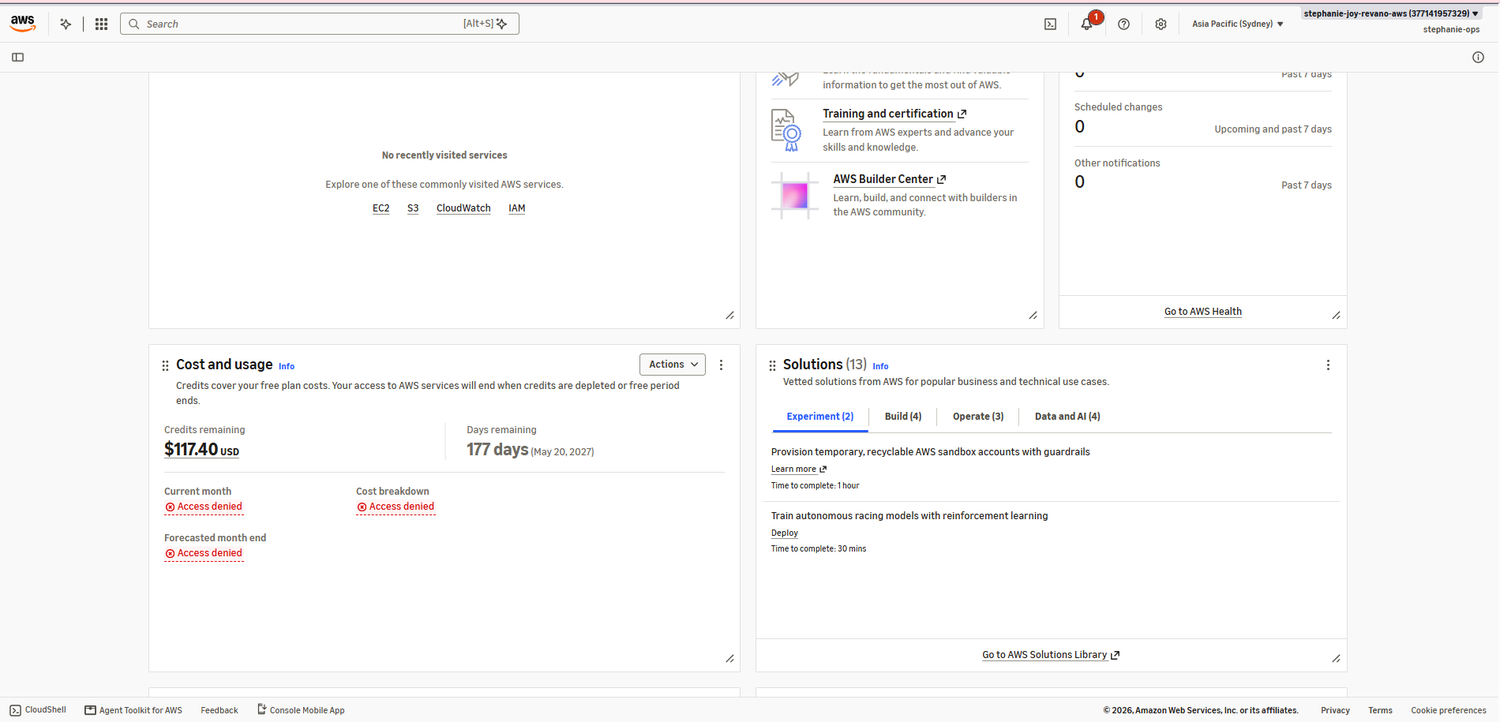 aws
Search
[Alt+S]
1
Asia Pacific (Sydney) ▼
stephanie-joy-revano-aws (377141957329) ▼
stephanie-ops
No recently visited services
Explore one of these commonly visited AWS services.
EC2 S3 CloudWatch IAM
Learn the fundamentals and find valuable
information to get the most out of AWS.
Training and certification
Learn from AWS experts and advance your
skills and knowledge.
AWS Builder Center
Learn, build, and connect with builders in
the AWS community.
0 Past 7 days
Scheduled changes
0 Upcoming and past 7 days
Other notifications
0 Past 7 days
Go to AWS Health
Cost and usage Info
Actions
Credits cover your free plan costs. Your access to AWS services will end when credits are depleted or free period
ends.
Credits remaining
$117.40 USD
Days remaining
177 days (May 20, 2027)
Current month
Access denied
Cost breakdown
Access denied
Forecasted month end
Access denied
Solutions (13) Info
Vetted solutions from AWS for popular business and technical use cases.
Experiment (2) Build (4) Operate (3) Data and AI (4)
Provision temporary, recyclable AWS sandbox accounts with guardrails
Learn more
Time to complete: 1 hour
Train autonomous racing models with reinforcement learning
Deploy
Time to complete: 30 mins
Go to AWS Solutions Library
CloudShell Agent Toolkit for AWS Feedback Console Mobile App
© 2026, Amazon Web Services, Inc. or its affiliates. Privacy Terms Cookie preferences